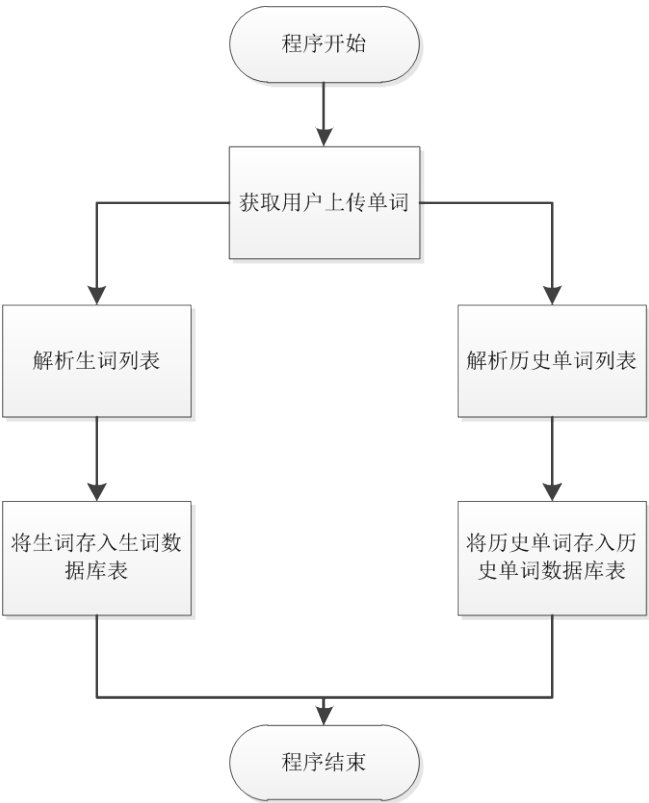 程序开始
获取用户上传单词
解析生词列表
解析历史单词列表
将生词存入生词数
据库表
将历史单词存入历
史单词数据库表
程序结束